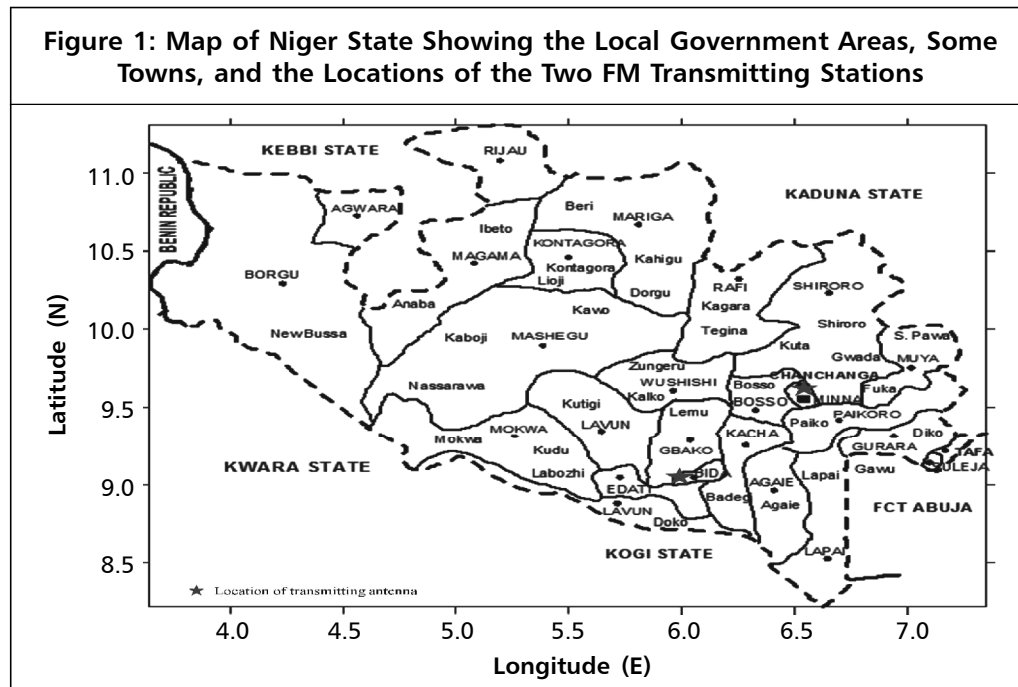 Figure 1: Map of Niger State Showing the Local Government Areas, Some
Towns, and the Locations of the Two FM Transmitting Stations
KEBBI STATE
RIJAU
KADUNA STATE
BENIN REPUBLIC
AGWARA
Beri
MARIGA
Ibeto
KONTAGORA
MAGAMA
Kontagora
Kahigu
BORGU
Lioji
RAFI
SHIRORO
Anaba
Dorgu
Kagara
Kawo
NewBussa
Kaboji
MASHEGU
Tegina
Shiroro
S. Pawa
Kuta
Gwada
MUYA
Zungeru
CHANCHANGA
Nassarawa
WUSHISHI
Bosso
Fuka
Kalko
MINNA
Kutigi
Lemu
BOSSO
PAIKORO
Paiko
MOKWA
LAVUN
KACHA
Diko
Mokwa
Kudu
GBAKO
GURARA
TAFA
KWARA STATE
Labozhi
BIDA
Lapai
Gawu
SULEJA
EDATI
AGAIE
Badeg
Agaie
FCT ABUJA
LAVUN
Doko
KOGI STATE
LAPAI
Location of transmitting antenna
Latitude (N)
11.0
10.5
10.0
9.5
9.0
8.5
4.0 4.5 5.0 5.5 6.0 6.5 7.0
Longitude (E)